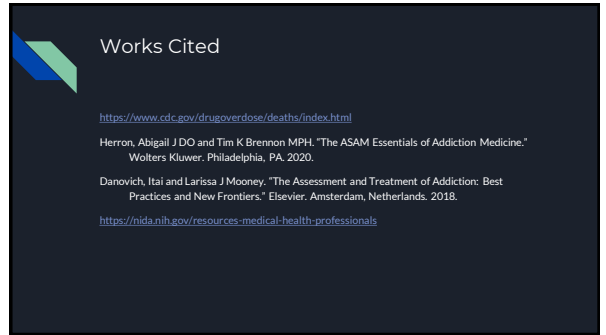 Works Cited
https://www.cdc.gov/drugoverdose/deaths/index.html
Herron, Abigail J DO and Tim K Brennon MPH. "The ASAM Essentials of Addiction Medicine."
Wolters Kluwer. Philadelphia, PA. 2020.
Danovich, Itai and Larissa J Mooney. "The Assessment and Treatment of Addiction: Best
Practices and New Frontiers." Elsevier. Amsterdam, Netherlands. 2018.
https://nida.nih.gov/resources-medical-health-professionals